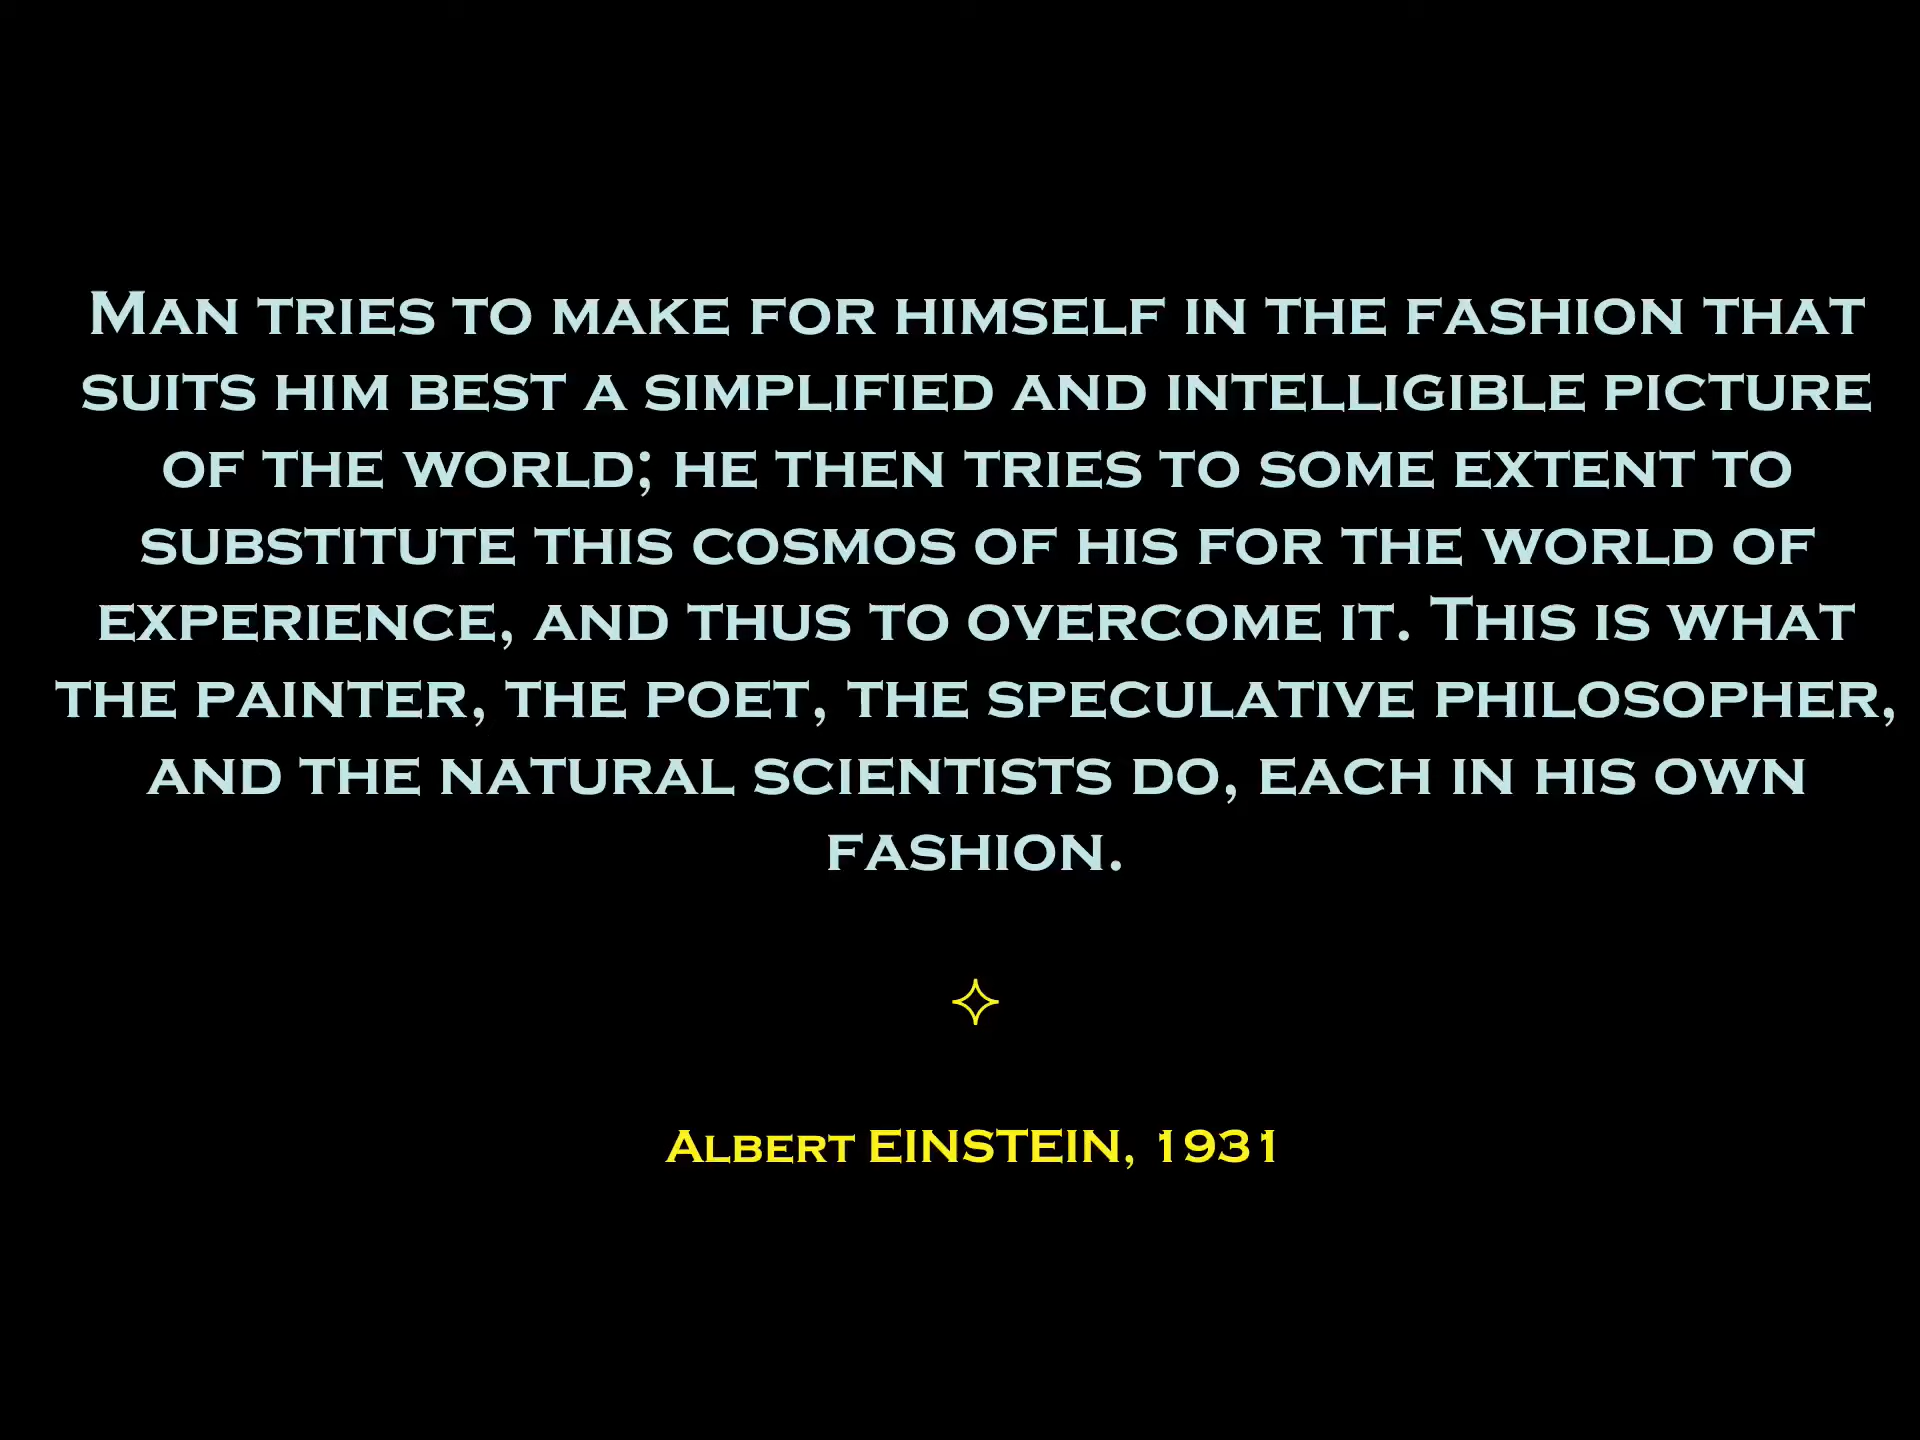 Man tries to make for himself in the fashion that
suits him best a simplified and intelligible picture
of the world; he then tries to some extent to
substitute this cosmos of his for the world of
experience, and thus to overcome it. This is what
the painter, the poet, the speculative philosopher,
and the natural scientists do, each in his own
fashion.
Albert EINSTEIN, 1931